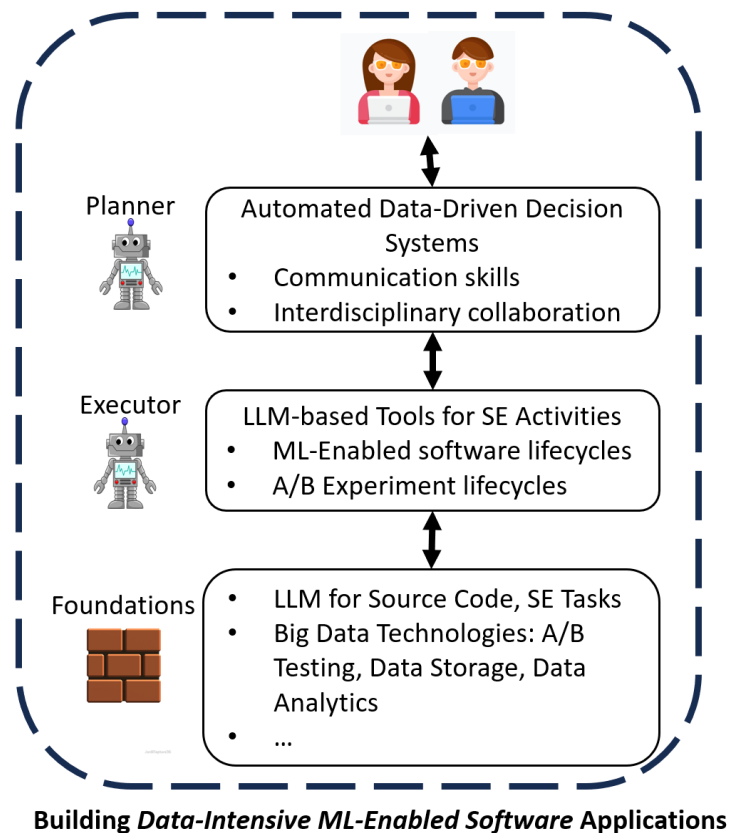 Planner
Automated Data-Driven Decision
Systems
• Communication skills
• Interdisciplinary collaboration
Executor
LLM-based Tools for SE Activities
• ML-Enabled software lifecycles
• A/B Experiment lifecycles
Foundations
• LLM for Source Code, SE Tasks
• Big Data Technologies: A/B
Testing, Data Storage, Data
Analytics
• ...
Building Data-Intensive ML-Enabled Software Applications